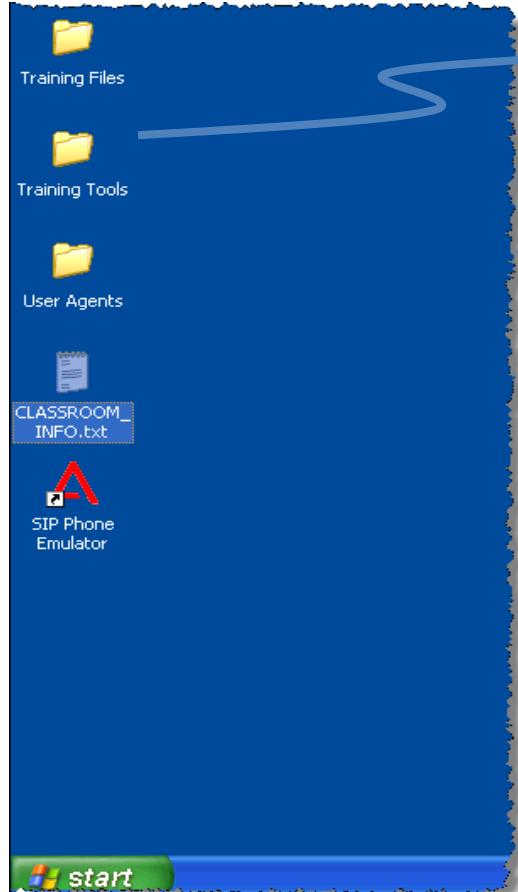 Training Files
Training Tools
User Agents
CLASSROOM_
INFO.txt
SIP Phone
Emulator
start